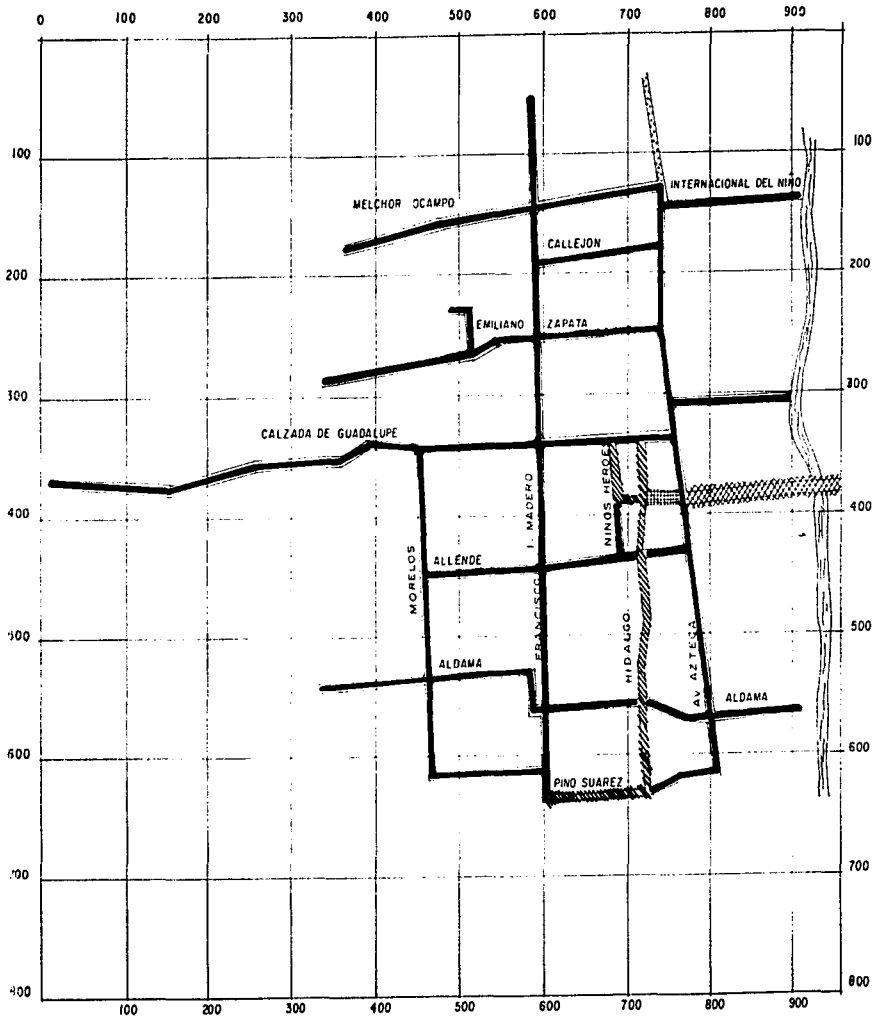 0 100 200 300 400 500 600 700 800 900
100 100
INTERNACIONAL DEL NIÑO
MELCHOR OCAMPO
CALLEJON
200 200
EMILIANO ZAPATA
300 300
CALZADA DE GUADALUPE
NIÑOS HEROES
400 400
FRANCISCO I. MADERO
ALLENDE
MORELOS
500 500
HIDALGO
AV. AZTECA
ALDAMA
ALDAMA
600 600
PINO SUAREZ
700 700
800 800
0 100 200 300 400 500 600 700 800 900